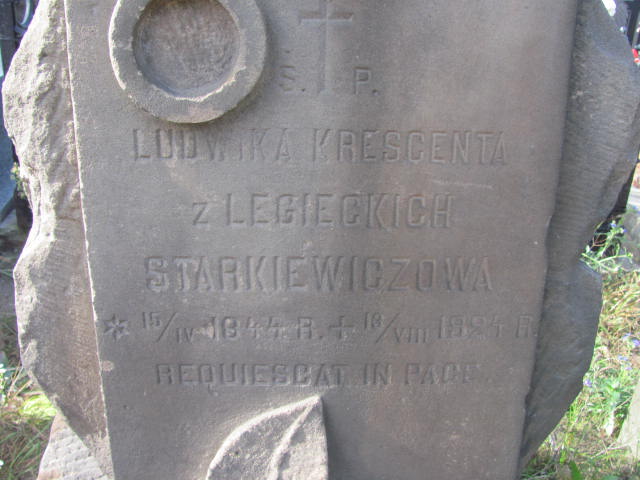 Ś. P.
LUDWIKA KRESCENTA
z LEGIECKICH
STARKIEWICZOWA
* 15/IV 1844 R. + 18/VIII 1924 R.
REQUIESCAT IN PACE